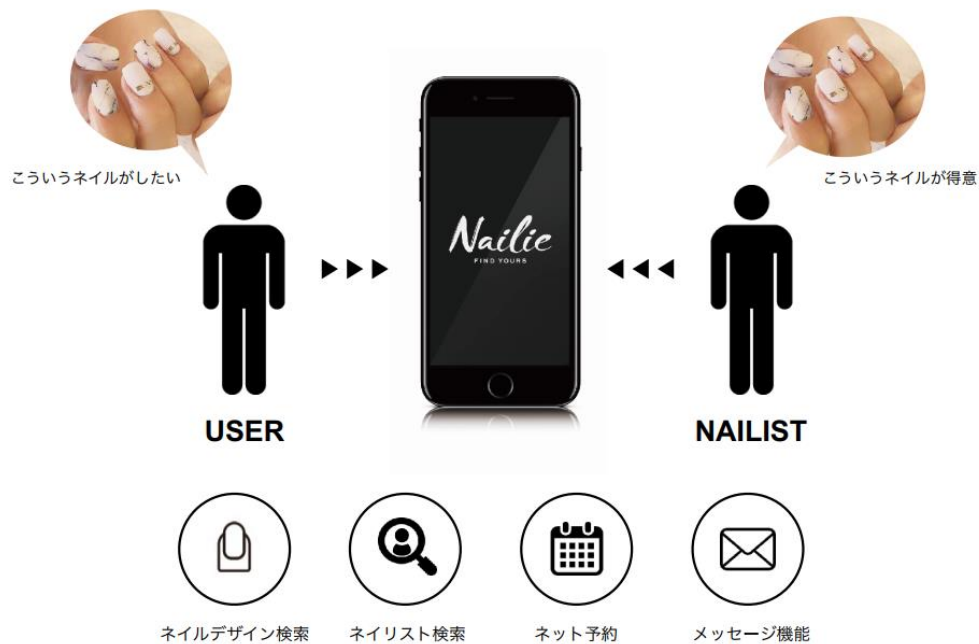 こういうネイルがしたい
こういうネイルが得意
Nailie
FIND YOURS
USER
NAILIST
ネイルデザイン検索
ネイリスト検索
ネット予約
メッセージ機能